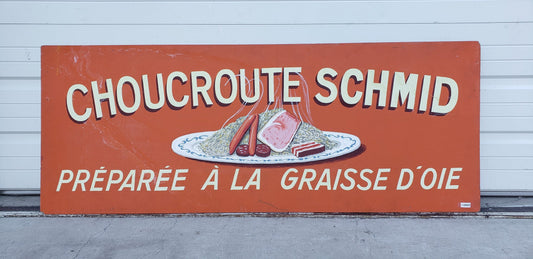 CHOUCROUTE SCHMID
PRÉPARÉE À LA GRAISSE D'OIE